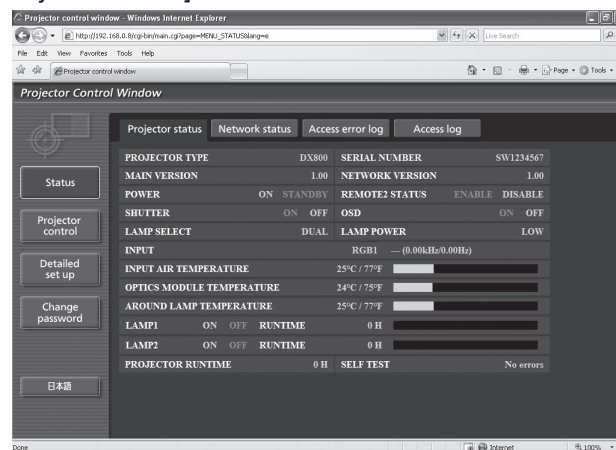 Projector control window - Windows Internet Explorer
http://192.168.0.8/cgi-bin/main.cgi?page=MENU_STATUS&lang=e
Live Search
File Edit View Favorites Tools Help
Projector control window
Page Tools
Projector Control Window
Projector status Network status Access error log Access log
Status
Projector control
Detailed set up
Change password
日本語
PROJECTOR TYPE DX800 SERIAL NUMBER SW1234567
MAIN VERSION 1.00 NETWORK VERSION 1.00
POWER ON STANDBY REMOTE2 STATUS ENABLE DISABLE
SHUTTER ON OFF OSD ON OFF
LAMP SELECT DUAL LAMP POWER LOW
INPUT RGB1 — (0.00kHz/0.00Hz)
INPUT AIR TEMPERATURE 25°C / 77°F
OPTICS MODULE TEMPERATURE 24°C / 75°F
AROUND LAMP TEMPERATURE 25°C / 77°F
LAMP1 ON OFF RUNTIME 0 H
LAMP2 ON OFF RUNTIME 0 H
PROJECTOR RUNTIME 0 H SELF TEST No errors
Done Internet 100%